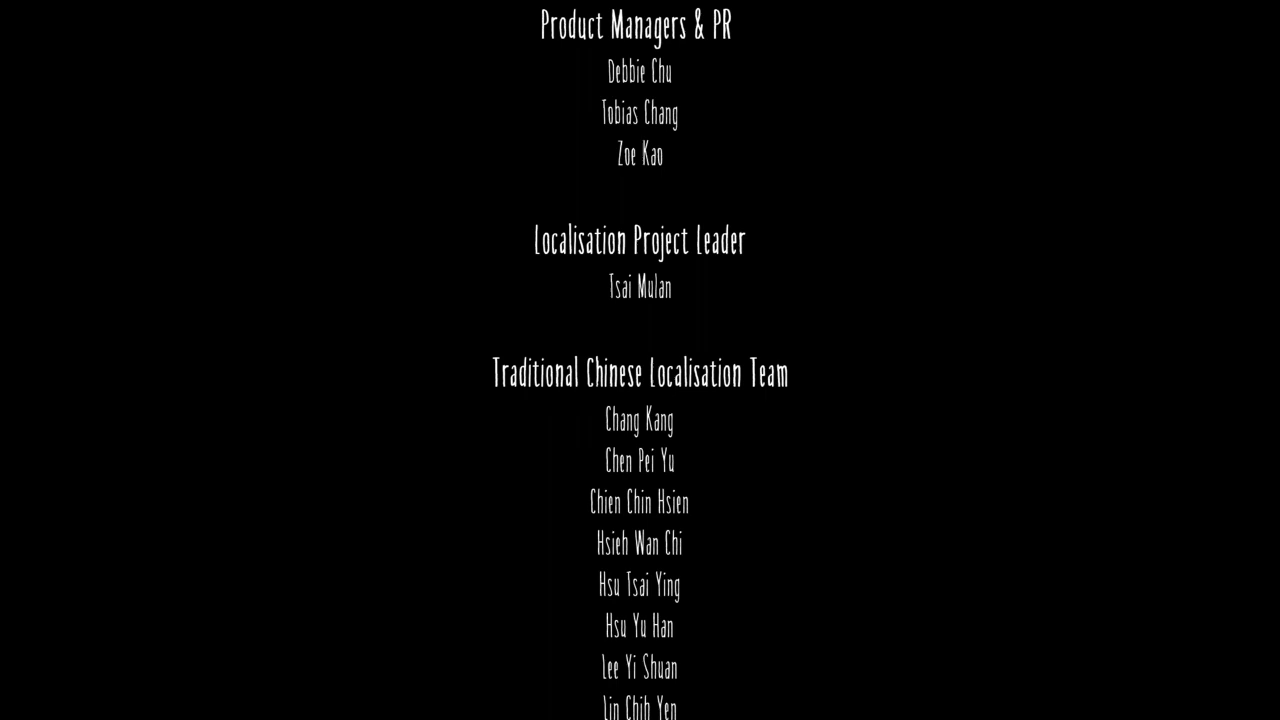 Product Managers & PR
Debbie Chu
Tobias Chang
Zoe Kao
Localisation Project Leader
Tsai Mulan
Traditional Chinese Localisation Team
Chang Kang
Chen Pei Yu
Chien Chin Hsien
Hsieh Wan Chi
Hsu Tsai Ying
Hsu Yu Han
Lee Yi Shuan
Lin Chih Yen